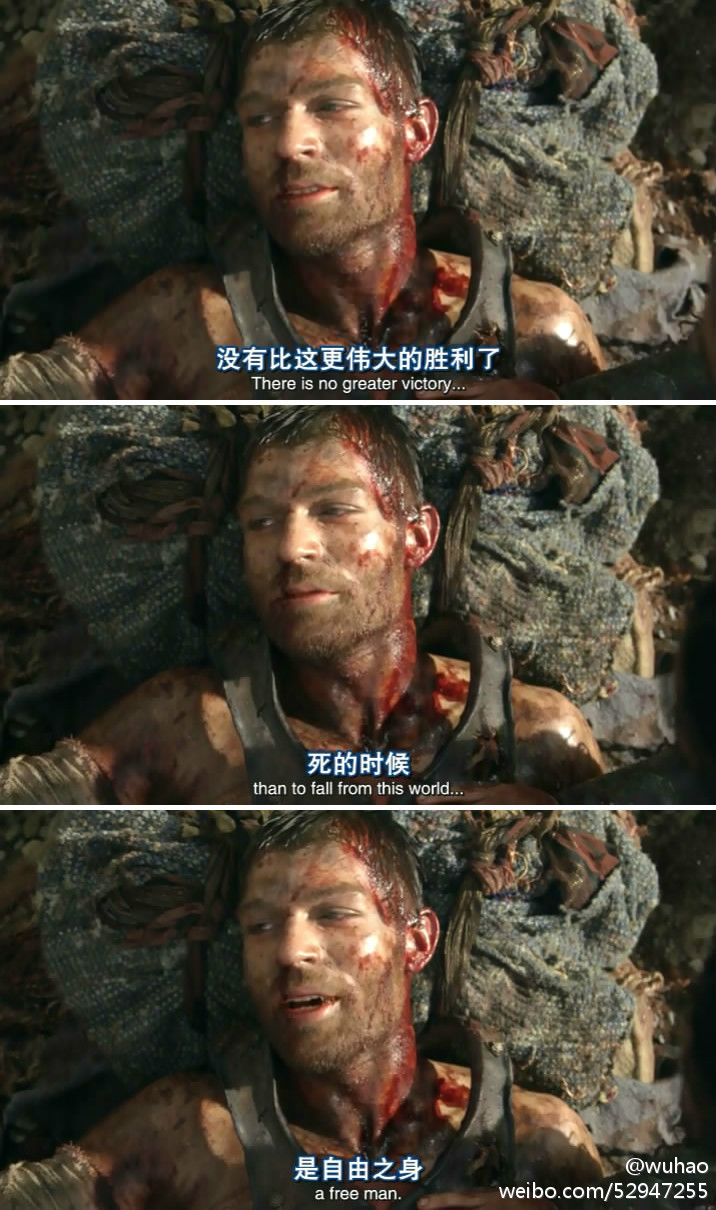 没有比这更伟大的胜利了
There is no greater victory...
死的时候
than to fall from this world...
是自由之身
a free man.
@wuhao
weibo.com/52947255